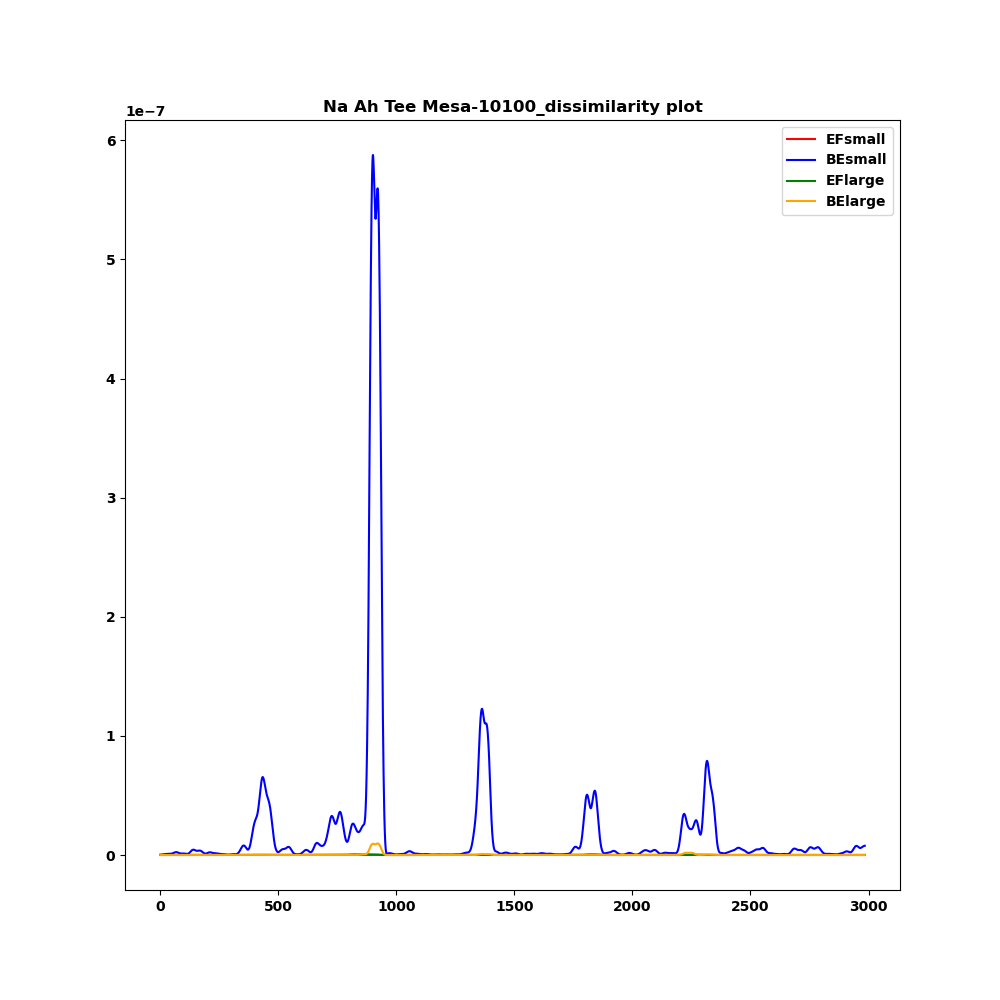 Na Ah Tee Mesa-10100_dissimilarity plot
1e−7
6
5
4
3
2
1
0
0 500 1000 1500 2000 2500 3000
EFsmall
BEsmall
EFlarge
BElarge